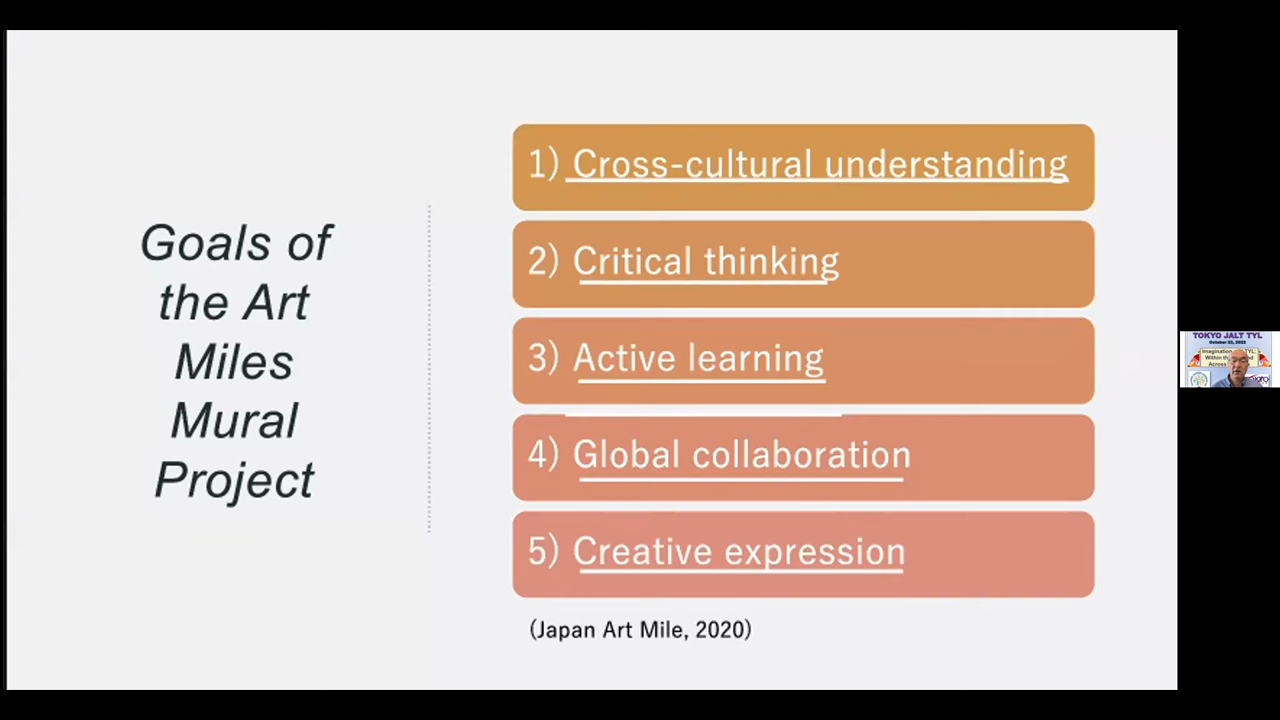 Goals of
the Art
Miles
Mural
Project
1) Cross-cultural understanding
2) Critical thinking
3) Active learning
4) Global collaboration
5) Creative expression
(Japan Art Mile, 2020)
TOKYO JALT TYL